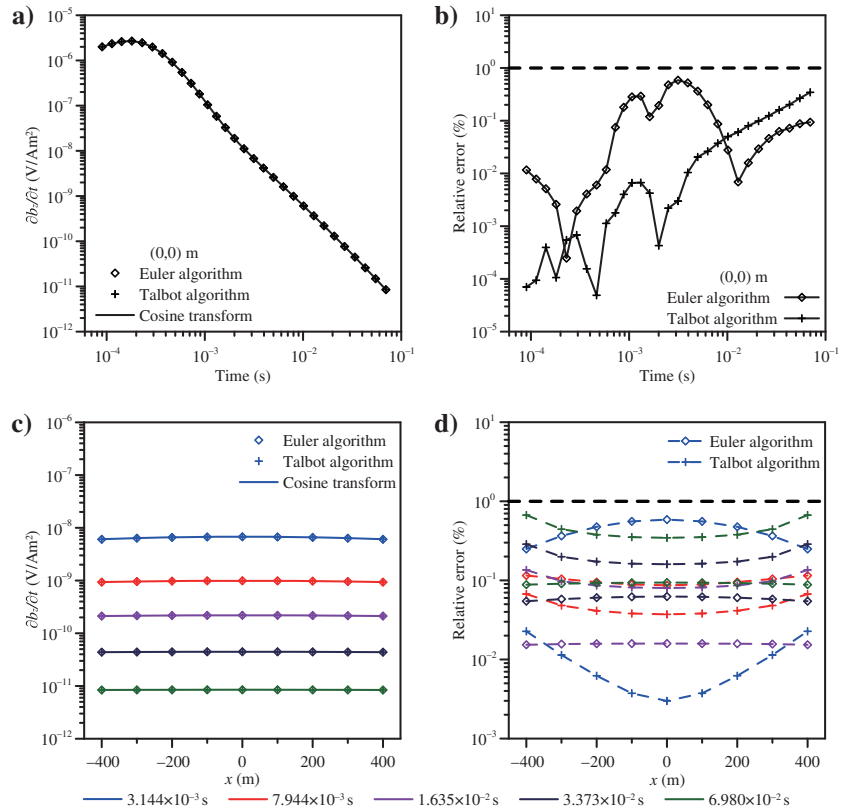 a)
10⁻⁵
10⁻⁶
10⁻⁷
10⁻⁸
10⁻⁹
10⁻¹⁰
10⁻¹¹
10⁻¹²
∂b_z/∂t (V/Am²)
(0,0) m
Euler algorithm
Talbot algorithm
Cosine transform
10⁻⁴
10⁻³
10⁻²
10⁻¹
Time (s)
b)
10¹
10⁰
10⁻¹
10⁻²
10⁻³
10⁻⁴
10⁻⁵
Relative error (%)
(0,0) m
Euler algorithm
Talbot algorithm
10⁻⁴
10⁻³
10⁻²
10⁻¹
Time (s)
c)
10⁻⁶
10⁻⁷
10⁻⁸
10⁻⁹
10⁻¹⁰
10⁻¹¹
10⁻¹²
∂b_z/∂t (V/Am²)
Euler algorithm
Talbot algorithm
Cosine transform
−400
−200
0
200
400
x (m)
d)
10¹
10⁰
10⁻¹
10⁻²
10⁻³
Relative error (%)
Euler algorithm
Talbot algorithm
−400
−200
0
200
400
x (m)
3.144×10⁻³ s
7.944×10⁻³ s
1.635×10⁻² s
3.373×10⁻² s
6.980×10⁻² s